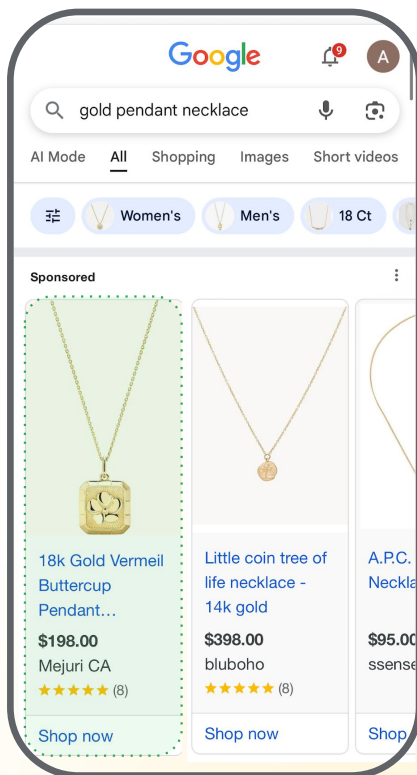 Google
9
A
gold pendant necklace
AI Mode All Shopping Images Short videos
Women's Men's 18 Ct
Sponsored
18k Gold Vermeil
Buttercup
Pendant...
$198.00
Mejuri CA
(8)
Shop now
Little coin tree of
life necklace -
14k gold
$398.00
bluboho
(8)
Shop now
A.P.C.
$95.00
ssense
Shop